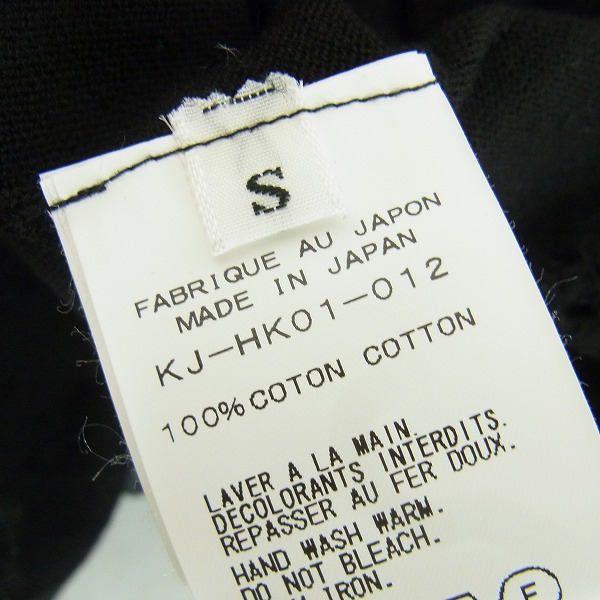 S
FABRIQUE AU JAPON
MADE IN JAPAN
KJ-HK01-012
100% COTON COTTON
LAVER A LA MAIN.
DECOLORANTS INTERDITS.
REPASSER AU FER DOUX.
HAND WASH WARM.
DO NOT BLEACH.
IRON.
F